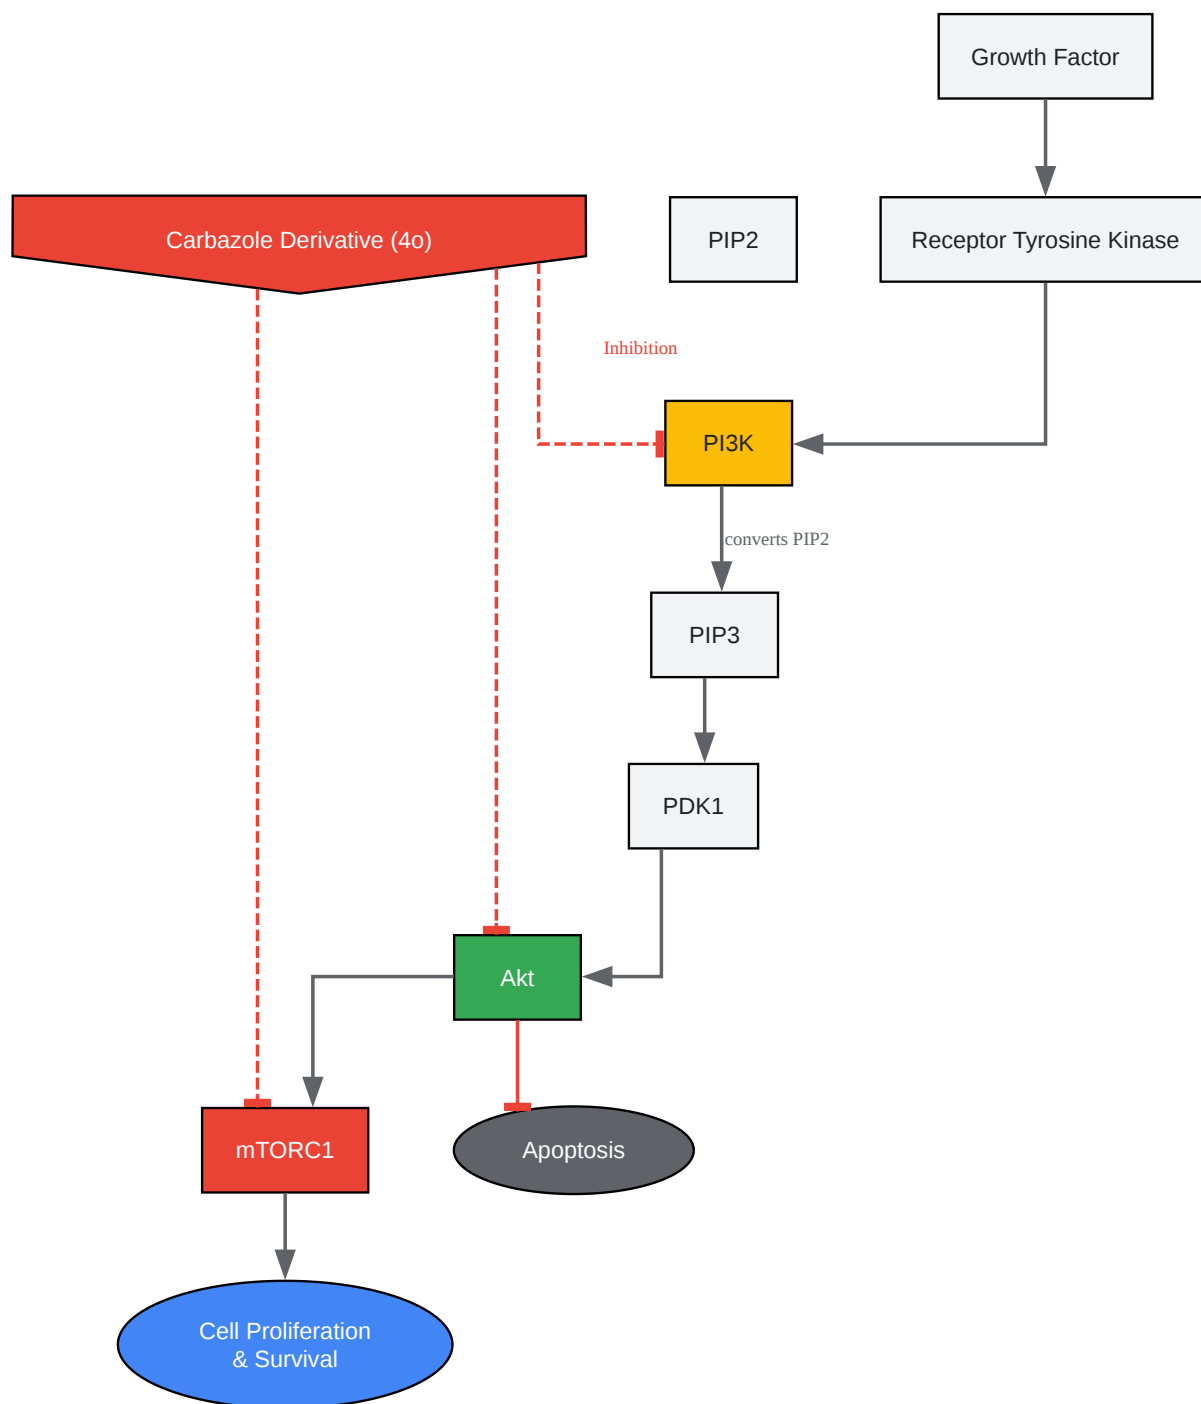 Growth Factor
Carbazole Derivative (4o)
PIP2
Receptor Tyrosine Kinase
Inhibition
PI3K
converts PIP2
PIP3
PDK1
Akt
mTORC1
Apoptosis
Cell Proliferation
& Survival